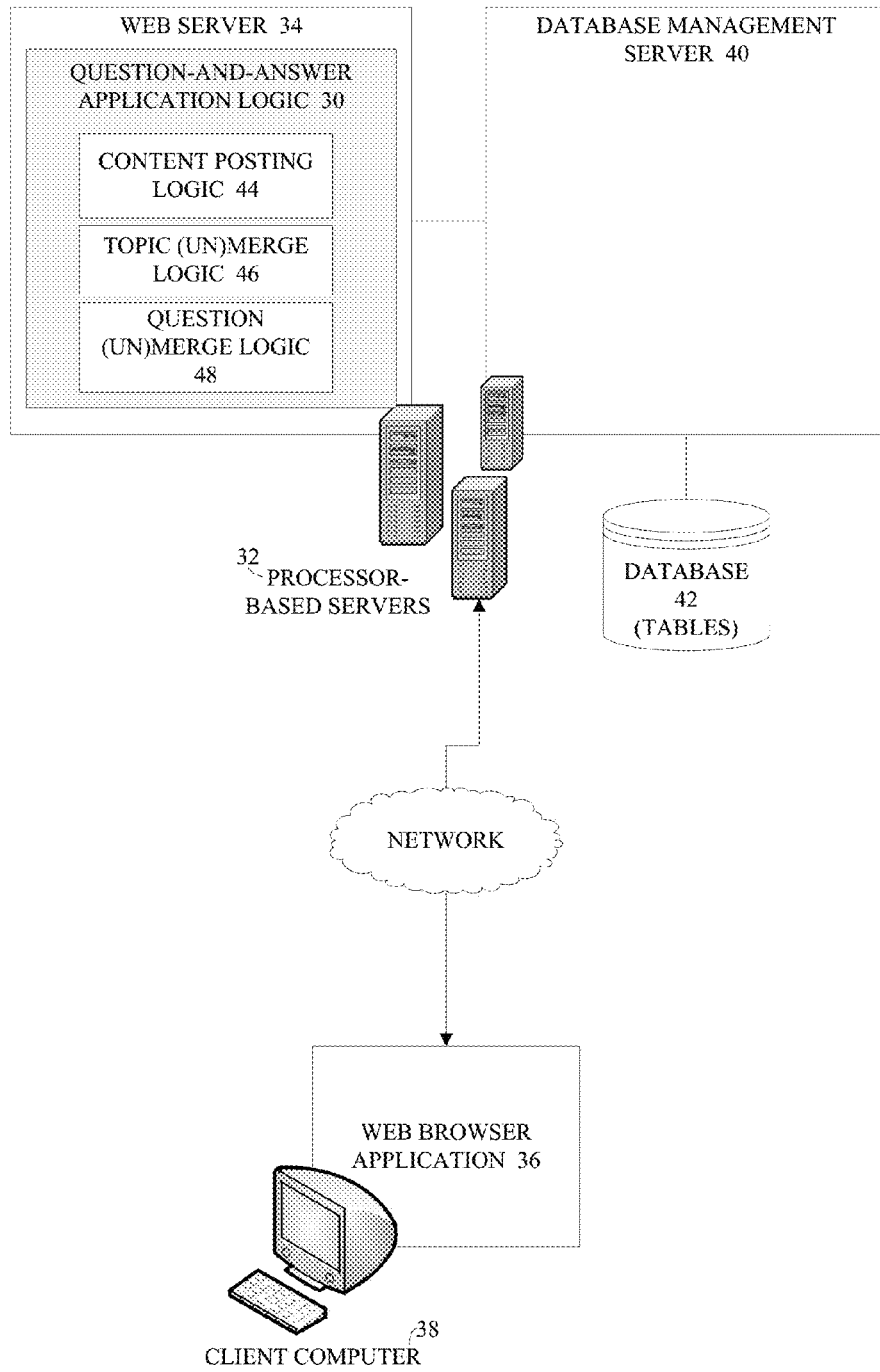 WEB SERVER 34
QUESTION-AND-ANSWER
APPLICATION LOGIC 30
CONTENT POSTING
LOGIC 44
TOPIC (UN)MERGE
LOGIC 46
QUESTION
(UN)MERGE LOGIC
48
DATABASE MANAGEMENT
SERVER 40
32
PROCESSOR-
BASED SERVERS
DATABASE
42
(TABLES)
NETWORK
WEB BROWSER
APPLICATION 36
38
CLIENT COMPUTER